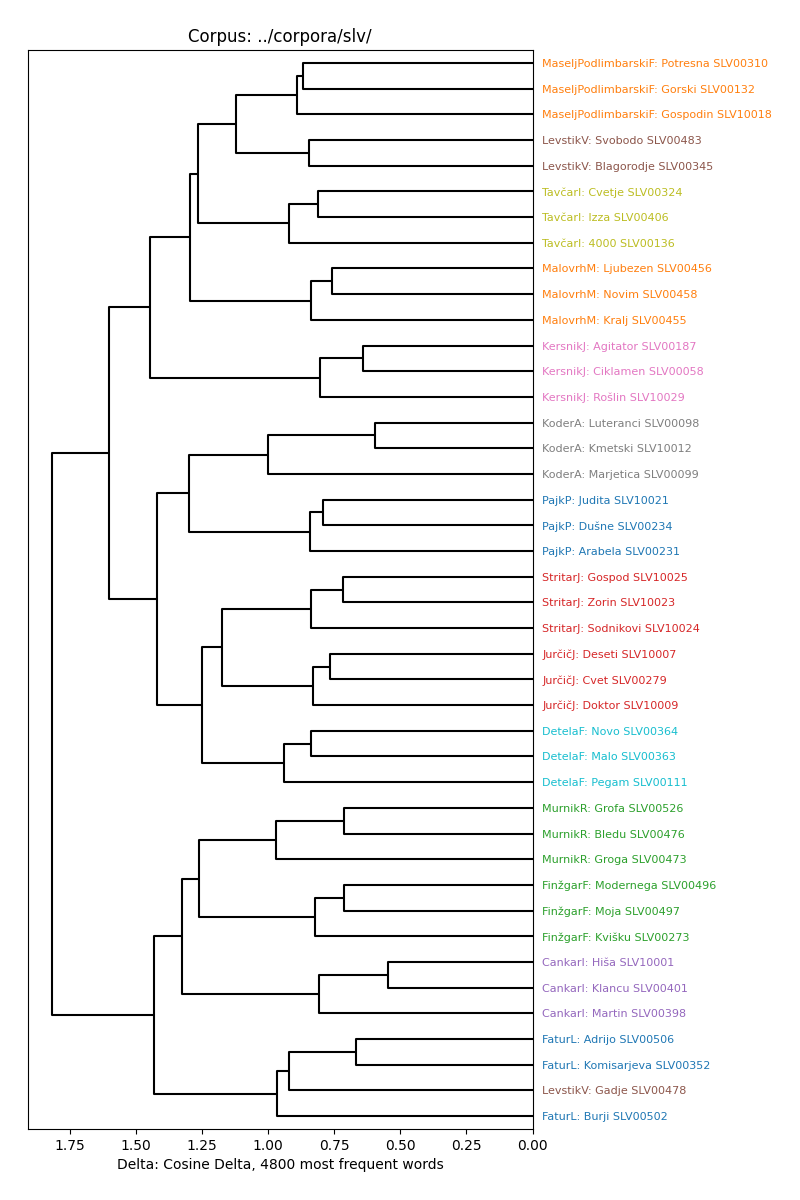 Corpus: ../corpora/slv/
MaseljPodlimbarskiF: Potresna SLV00310
MaseljPodlimbarskiF: Gorski SLV00132
MaseljPodlimbarskiF: Gospodin SLV10018
LevstikV: Svobodo SLV00483
LevstikV: Blagorodje SLV00345
TavčarI: Cvetje SLV00324
TavčarI: Izza SLV00406
TavčarI: 4000 SLV00136
MalovrhM: Ljubezen SLV00456
MalovrhM: Novim SLV00458
MalovrhM: Kralj SLV00455
KersnikJ: Agitator SLV00187
KersnikJ: Ciklamen SLV00058
KersnikJ: Rošlin SLV10029
KoderA: Luteranci SLV00098
KoderA: Kmetski SLV10012
KoderA: Marjetica SLV00099
PajkP: Judita SLV10021
PajkP: Dušne SLV00234
PajkP: Arabela SLV00231
StritarJ: Gospod SLV10025
StritarJ: Zorin SLV10023
StritarJ: Sodnikovi SLV10024
JurčičJ: Deseti SLV10007
JurčičJ: Cvet SLV00279
JurčičJ: Doktor SLV10009
DetelaF: Novo SLV00364
DetelaF: Malo SLV00363
DetelaF: Pegam SLV00111
MurnikR: Grofa SLV00526
MurnikR: Bledu SLV00476
MurnikR: Groga SLV00473
FinžgarF: Modernega SLV00496
FinžgarF: Moja SLV00497
FinžgarF: Kvišku SLV00273
CankarI: Hiša SLV10001
CankarI: Klancu SLV00401
CankarI: Martin SLV00398
FaturL: Adrijo SLV00506
FaturL: Komisarjeva SLV00352
LevstikV: Gadje SLV00478
FaturL: Burji SLV00502
1.75 1.50 1.25 1.00 0.75 0.50 0.25 0.00
Delta: Cosine Delta, 4800 most frequent words